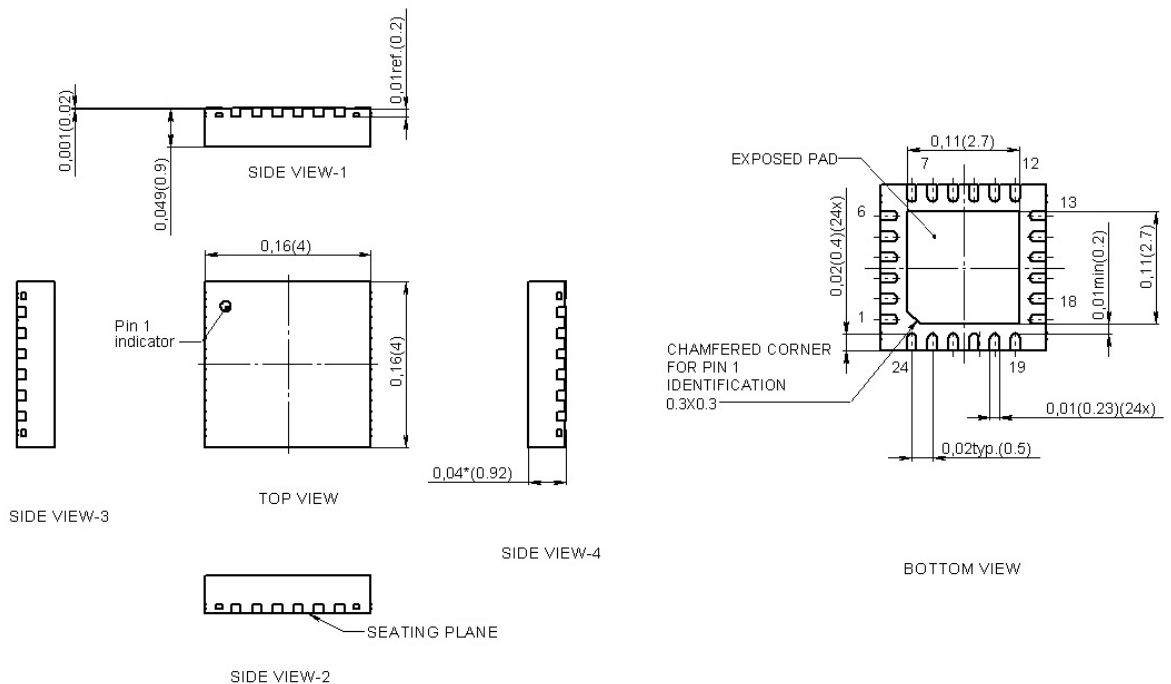 0,01ref.(0.2)
0,001(0.02)
0,049(0.9)
SIDE VIEW-1
0,11(2.7)
EXPOSED PAD
7
12
6
13
0,02(0.4)(24x)
0,01min(0.2)
0,11(2.7)
1
18
24
19
CHAMFERED CORNER
FOR PIN 1
IDENTIFICATION
0.3X0.3
0,01(0.23)(24x)
0,02typ.(0.5)
BOTTOM VIEW
0,16(4)
Pin 1
indicator
0,16(4)
TOP VIEW
0,04*(0.92)
SIDE VIEW-3
SIDE VIEW-4
SEATING PLANE
SIDE VIEW-2